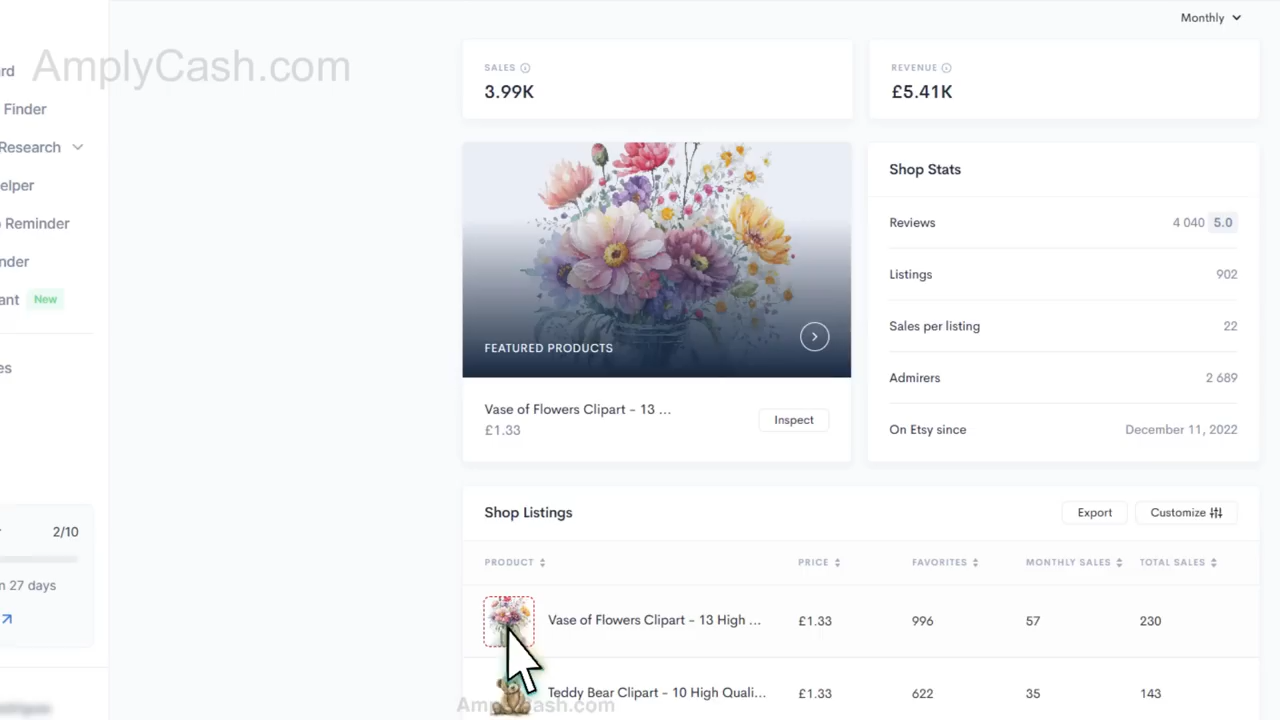 Monthly
AmplyCash.com
rd
Finder
Research
elper
Reminder
nder
ant New
es
2/10
27 days
SALES
3.99K
REVENUE
£5.41K
FEATURED PRODUCTS
Vase of Flowers Clipart - 13 ...
£1.33
Inspect
Shop Stats
Reviews 4 040 5.0
Listings 902
Sales per listing 22
Admirers 2 689
On Etsy since December 11, 2022
Shop Listings
Export Customize
PRODUCT PRICE FAVORITES MONTHLY SALES TOTAL SALES
Vase of Flowers Clipart - 13 High ... £1.33 996 57 230
Teddy Bear Clipart - 10 High Quali... £1.33 622 35 143
AmplyCash.com